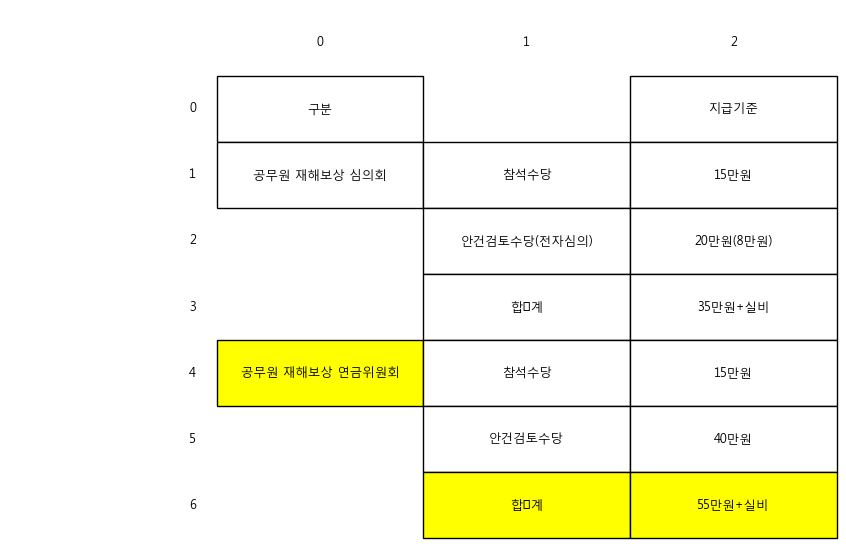 0 1 2
0 구분 지급기준
1 공무원 재해보상 심의회 참석수당 15만원
2 안건검토수당(전자심의) 20만원(8만원)
3 합□계 35만원+실비
4 공무원 재해보상 연금위원회 참석수당 15만원
5 안건검토수당 40만원
6 합□계 55만원+실비